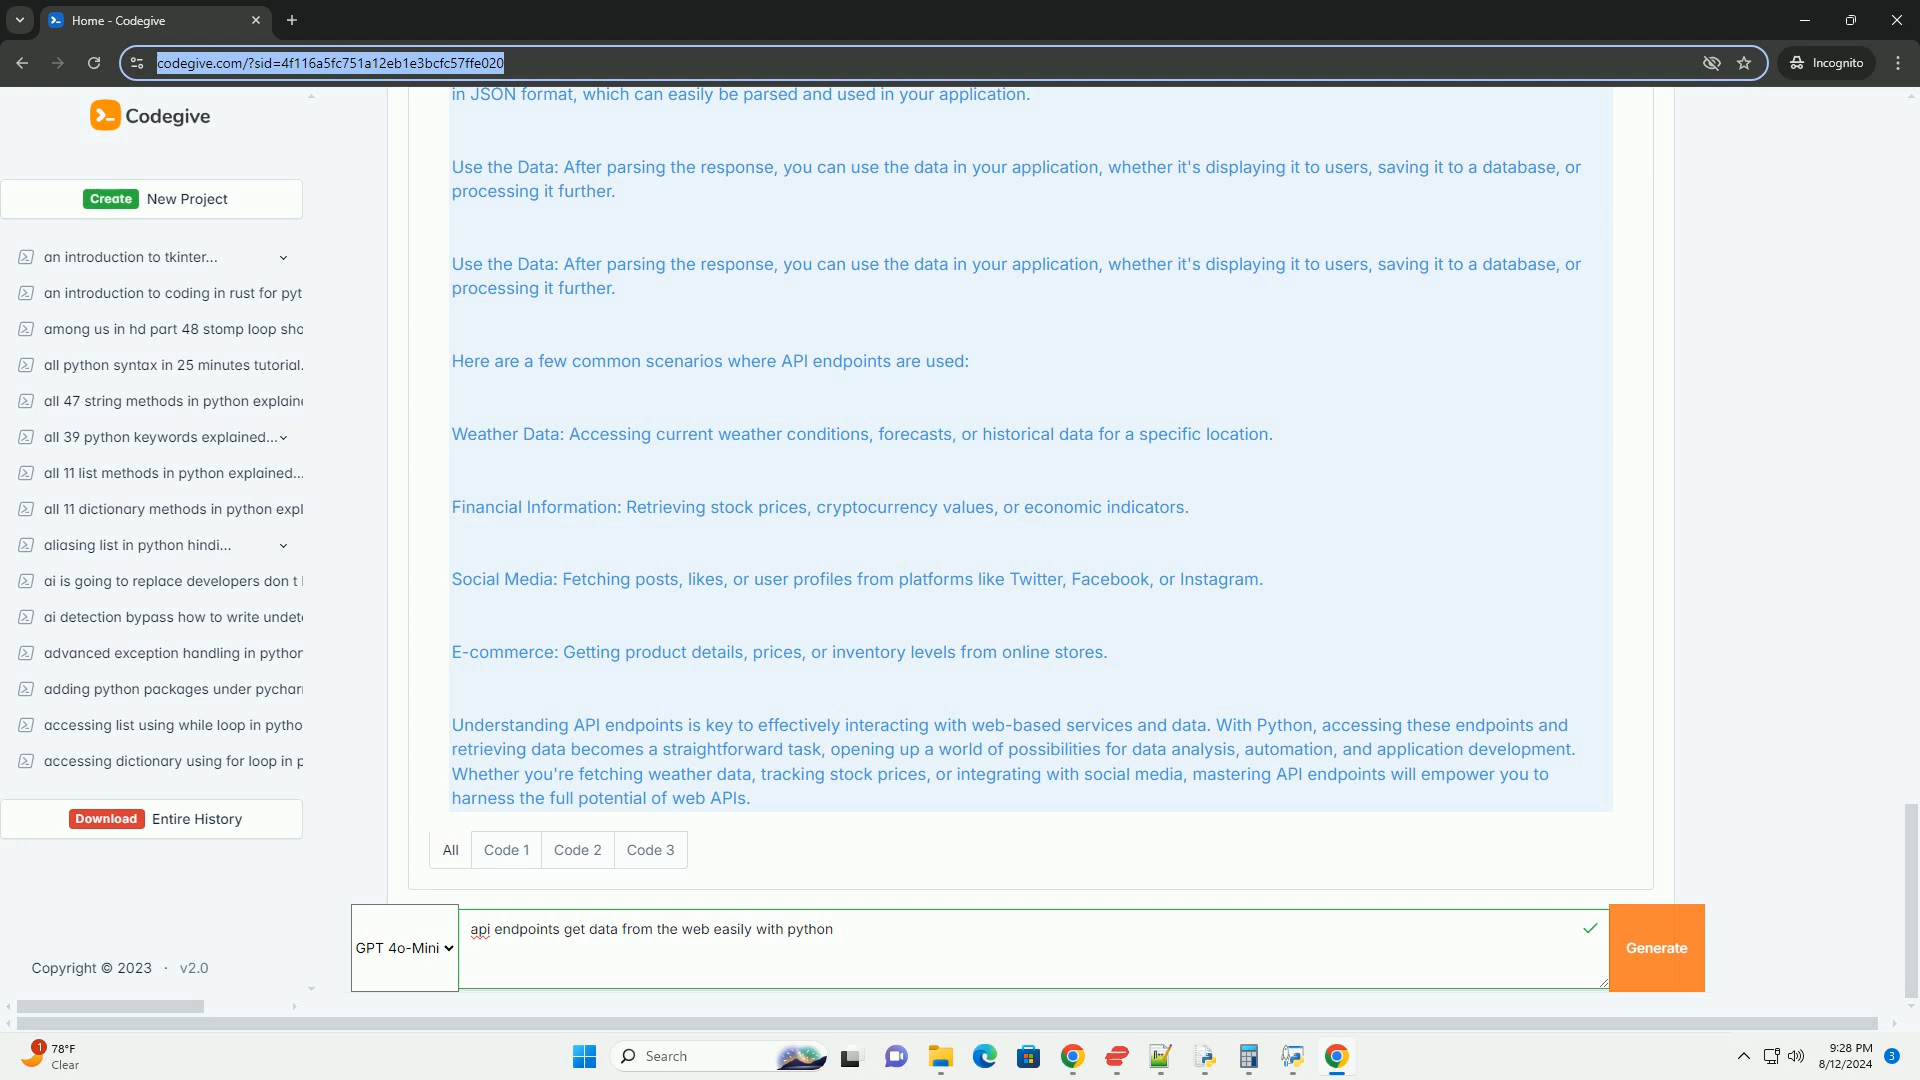 Home - Codegive
codegive.com/?sid=4f116a5fc751a12eb1e3bcfc57ffe020
Incognito
Codegive
Create New Project
an introduction to tkinter...
an introduction to coding in rust for pyt
among us in hd part 48 stomp loop sho
all python syntax in 25 minutes tutorial.
all 47 string methods in python explaine
all 39 python keywords explained...
all 11 list methods in python explained...
all 11 dictionary methods in python expl
aliasing list in python hindi...
ai is going to replace developers don t
ai detection bypass how to write undete
advanced exception handling in python
adding python packages under pychar
accessing list using while loop in pytho
accessing dictionary using for loop in p
Download Entire History
Copyright © 2023 · v2.0
in JSON format, which can easily be parsed and used in your application.
Use the Data: After parsing the response, you can use the data in your application, whether it's displaying it to users, saving it to a database, or
processing it further.
Use the Data: After parsing the response, you can use the data in your application, whether it's displaying it to users, saving it to a database, or
processing it further.
Here are a few common scenarios where API endpoints are used:
Weather Data: Accessing current weather conditions, forecasts, or historical data for a specific location.
Financial Information: Retrieving stock prices, cryptocurrency values, or economic indicators.
Social Media: Fetching posts, likes, or user profiles from platforms like Twitter, Facebook, or Instagram.
E-commerce: Getting product details, prices, or inventory levels from online stores.
Understanding API endpoints is key to effectively interacting with web-based services and data. With Python, accessing these endpoints and
retrieving data becomes a straightforward task, opening up a world of possibilities for data analysis, automation, and application development.
Whether you're fetching weather data, tracking stock prices, or integrating with social media, mastering API endpoints will empower you to
harness the full potential of web APIs.
All Code 1 Code 2 Code 3
GPT 4o-Mini
api endpoints get data from the web easily with python
Generate
1
78°F
Clear
Search
9:28 PM
8/12/2024
3